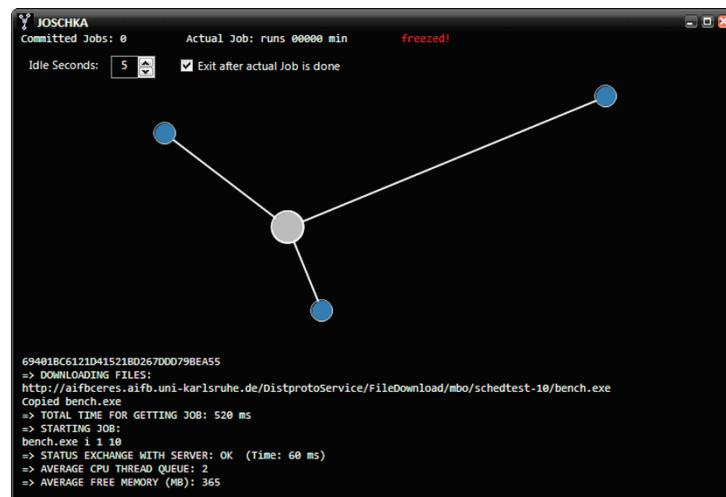 JOSCHKA
Committed Jobs: 0 Actual Job: runs 00000 min freezed!
Idle Seconds: 5 Exit after actual Job is done
69401BC6121D41521BD267DDD79BEA55
=> DOWNLOADING FILES:
http://aifbceres.aifb.uni-karlsruhe.de/DistprotoService/FileDownload/mbo/schedtest-10/bench.exe
Copied bench.exe
=> TOTAL TIME FOR GETTING JOB: 520 ms
=> STARTING JOB:
bench.exe i 1 10
=> STATUS EXCHANGE WITH SERVER: OK (Time: 60 ms)
=> AVERAGE CPU THREAD QUEUE: 2
=> AVERAGE FREE MEMORY (MB): 365